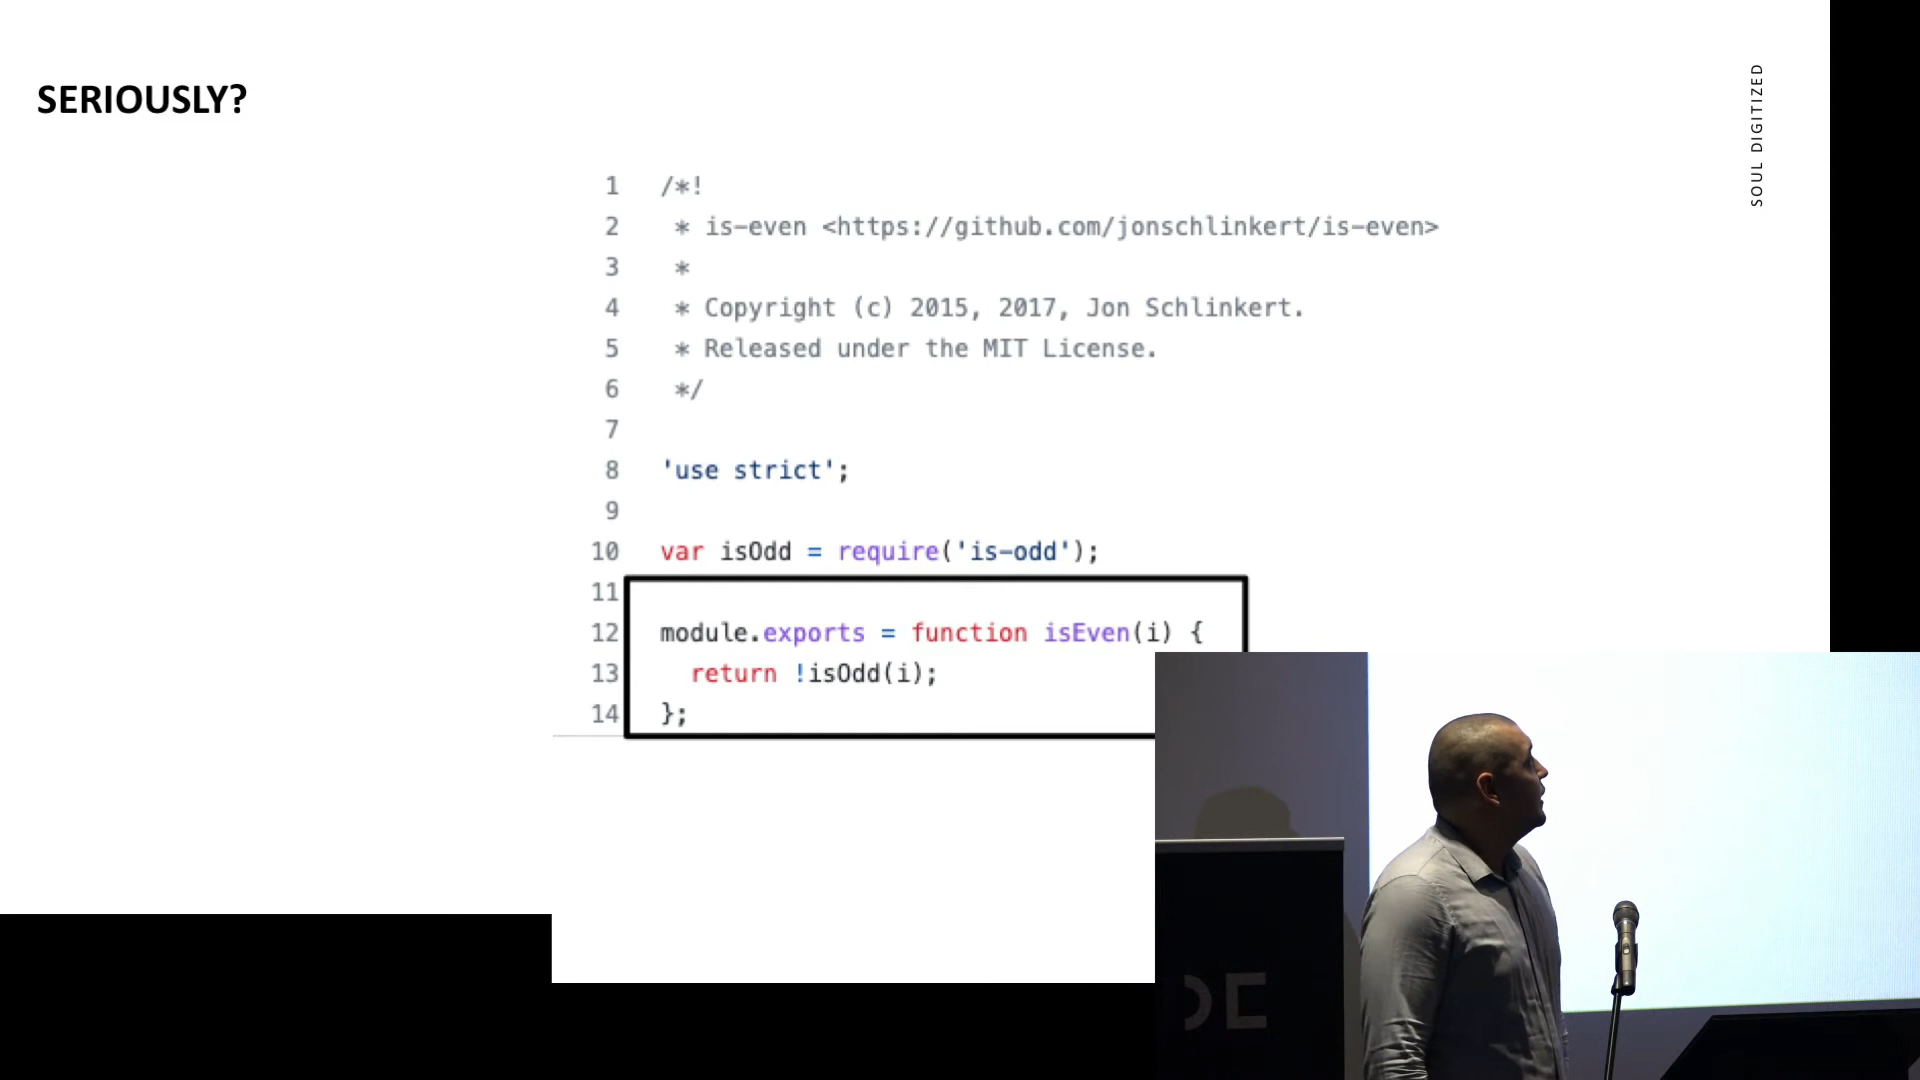 SERIOUSLY?
SOUL DIGITIZED
1 /*!
2 * is-even <https://github.com/jonschlinkert/is-even>
3 *
4 * Copyright (c) 2015, 2017, Jon Schlinkert.
5 * Released under the MIT License.
6 */
7
8 'use strict';
9
10 var isOdd = require('is-odd');
11
12 module.exports = function isEven(i) {
13 return !isOdd(i);
14 };